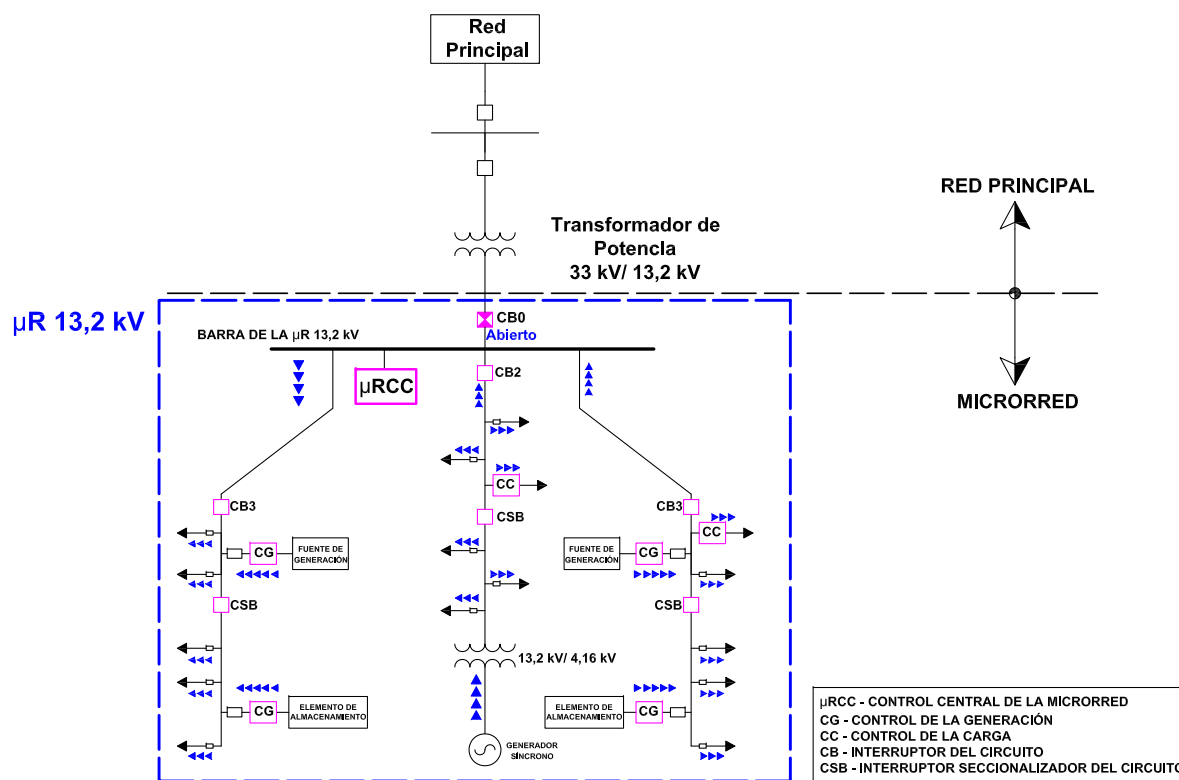 Red
Principal
RED PRINCIPAL
Transformador de
Potencla
33 kV/ 13,2 kV
µR 13,2 kV
CB0
Abierto
BARRA DE LA µR 13,2 kV
µRCC
CB2
MICRORRED
CC
CB3
CSB
CB3
CC
CG
FUENTE DE
GENERACIÓN
FUENTE DE
GENERACIÓN
CG
CSB
CSB
13,2 kV/ 4,16 kV
CG
ELEMENTO DE
ALMACENAMIENTO
ELEMENTO DE
ALMACENAMIENTO
CG
GENERADOR
SÍNCRONO
µRCC - CONTROL CENTRAL DE LA MICRORRED
CG - CONTROL DE LA GENERACIÓN
CC - CONTROL DE LA CARGA
CB - INTERRUPTOR DEL CIRCUITO
CSB - INTERRUPTOR SECCIONALIZADOR DEL CIRCUITO